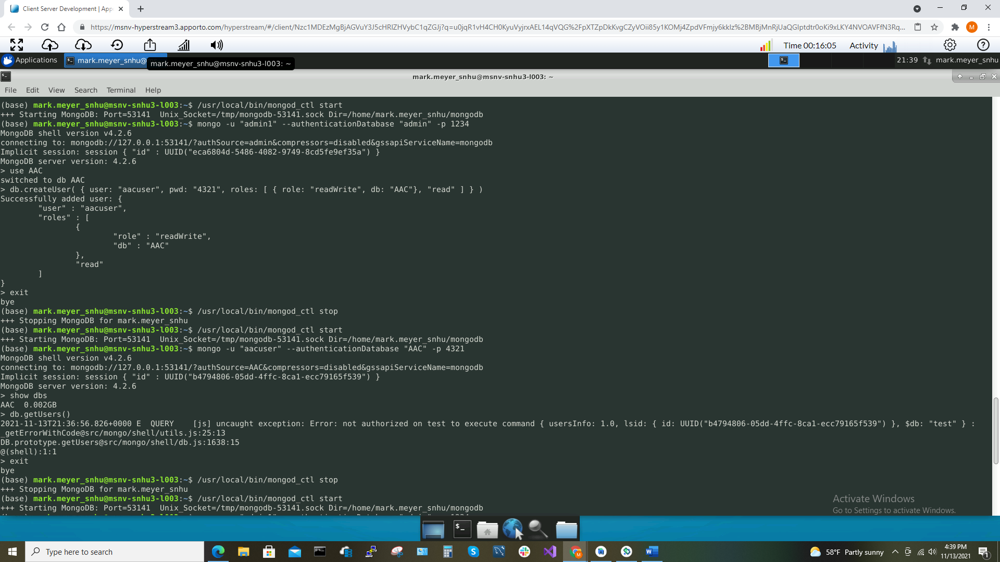 Client Server Development | App
https://msnv-hyperstream3.apporto.com/hyperstream/#/client/Nzc1MDEzMgBjAGVuY3J5cHRlZHVybC1qZGJj?q=u0jqR1vH4CH0KyuVyjrxAEL14qVQG%2FpXTZpDkKvgCZyVOii85y1KOMj4ZpdVFmjy6kklz%2BMBjMnRjUaQGlptdtr0oKi9xLKY4NVOAVFfN3Rq...
M
Time 00:16:05
Activity
Applications
mark.meyer_snhu@
mark.meyer_snhu@msnv-snhu3-l003: ~
21:39
mark.meyer_snhu
mark.meyer_snhu@msnv-snhu3-l003: ~
File Edit View Search Terminal Help
(base) mark.meyer_snhu@msnv-snhu3-l003:~$ /usr/local/bin/mongod_ctl start
+++ Starting MongoDB: Port=53141  Unix_Socket=/tmp/mongodb-53141.sock Dir=/home/mark.meyer_snhu/mongodb
(base) mark.meyer_snhu@msnv-snhu3-l003:~$ mongo -u "admin1" --authenticationDatabase "admin" -p 1234
MongoDB shell version v4.2.6
connecting to: mongodb://127.0.0.1:53141/?authSource=admin&compressors=disabled&gssapiServiceName=mongodb
Implicit session: session { "id" : UUID("eca6804d-5486-4082-9749-8cd5fe9ef35a") }
MongoDB server version: 4.2.6
> use AAC
switched to db AAC
> db.createUser( { user: "aacuser", pwd: "4321", roles: [ { role: "readWrite", db: "AAC"}, "read" ] } )
Successfully added user: {
"user" : "aacuser",
"roles" : [
{
"role" : "readWrite",
"db" : "AAC"
},
"read"
]
}
> exit
bye
(base) mark.meyer_snhu@msnv-snhu3-l003:~$ /usr/local/bin/mongod_ctl stop
+++ Stopping MongoDB for mark.meyer_snhu
(base) mark.meyer_snhu@msnv-snhu3-l003:~$ /usr/local/bin/mongod_ctl start
+++ Starting MongoDB: Port=53141  Unix_Socket=/tmp/mongodb-53141.sock Dir=/home/mark.meyer_snhu/mongodb
(base) mark.meyer_snhu@msnv-snhu3-l003:~$ mongo -u "aacuser" --authenticationDatabase "AAC" -p 4321
MongoDB shell version v4.2.6
connecting to: mongodb://127.0.0.1:53141/?authSource=AAC&compressors=disabled&gssapiServiceName=mongodb
Implicit session: session { "id" : UUID("b4794806-05dd-4ffc-8ca1-ecc79165f539") }
MongoDB server version: 4.2.6
> show dbs
AAC  0.002GB
> db.getUsers()
2021-11-13T21:36:56.826+0000 E  QUERY    [js] uncaught exception: Error: not authorized on test to execute command { usersInfo: 1.0, lsid: { id: UUID("b4794806-05dd-4ffc-8ca1-ecc79165f539") }, $db: "test" } :
_getErrorWithCode@src/mongo/shell/utils.js:25:13
DB.prototype.getUsers@src/mongo/shell/db.js:1638:15
@(shell):1:1
> exit
bye
(base) mark.meyer_snhu@msnv-snhu3-l003:~$ /usr/local/bin/mongod_ctl stop
+++ Stopping MongoDB for mark.meyer_snhu
(base) mark.meyer_snhu@msnv-snhu3-l003:~$ /usr/local/bin/mongod_ctl start
+++ Starting MongoDB: Port=53141  Unix_Socket=/tmp/mongodb-53141.sock Dir=/home/mark.meyer_snhu/mongodb
Activate Windows
Go to Settings to activate Windows.
Type here to search
58°F Partly sunny
4:39 PM
11/13/2021
1